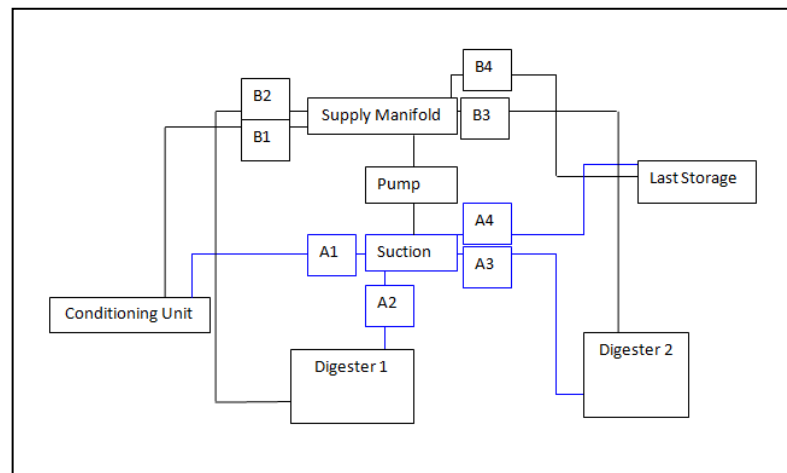 B4
B2
Supply Manifold
B3
B1
Pump
Last Storage
A4
A1
Suction
A3
A2
Conditioning Unit
Digester 1
Digester 2